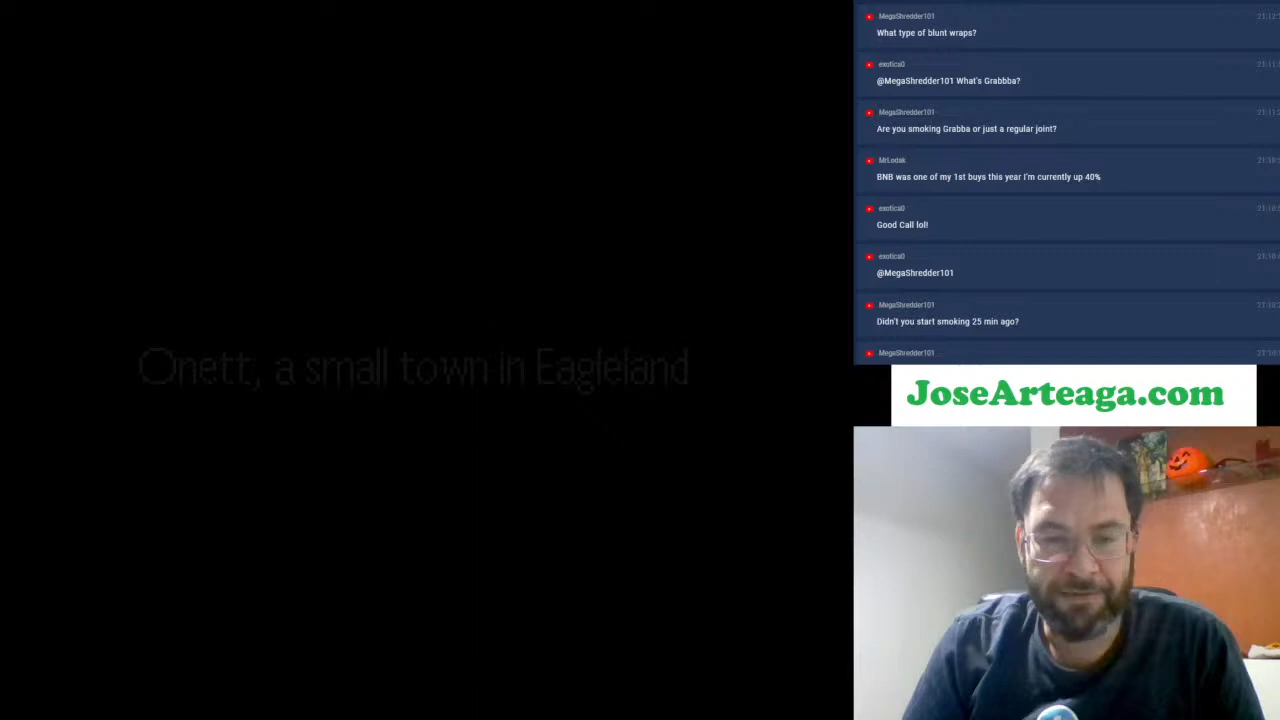 MegaShredder101
What type of blunt wraps?
exotica0
@MegaShredder101 What's Grabbba?
MegaShredder101
Are you smoking Grabba or just a regular joint?
MrLodak
BNB was one of my 1st buys this year I'm currently up 40%
exotica0
Good Call lol!
exotica0
@MegaShredder101
MegaShredder101
Didn't you start smoking 25 min ago?
MegaShredder101
Onett, a small town in Eagleland
JoseArteaga.com